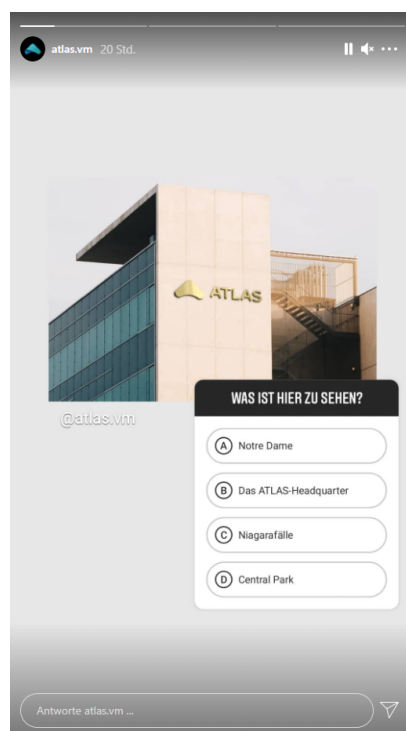 atlas.vm 20 Std.
ATLAS
@atlas.vm
WAS IST HIER ZU SEHEN?
A Notre Dame
B Das ATLAS-Headquarter
C Niagarafälle
D Central Park
Antworte atlas.vm ...